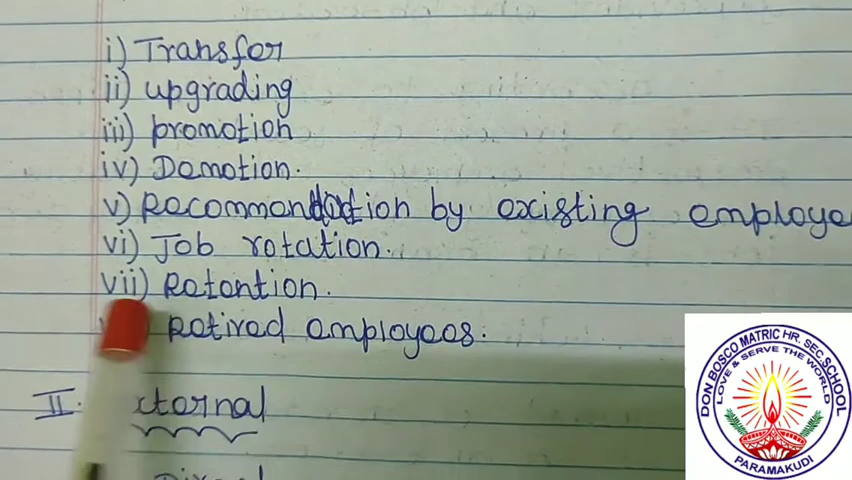 i) Transfer
ii) upgrading
iii) promotion
iv) Demotion.
v) Recommandation by existing employe
vi) Job rotation.
vii) Retention.
Retired employees.
II. xternal
DON BOSCO MATRIC HR. SEC. SCHOOL
LOVE & SERVE THE WORLD
PARAMAKUDI